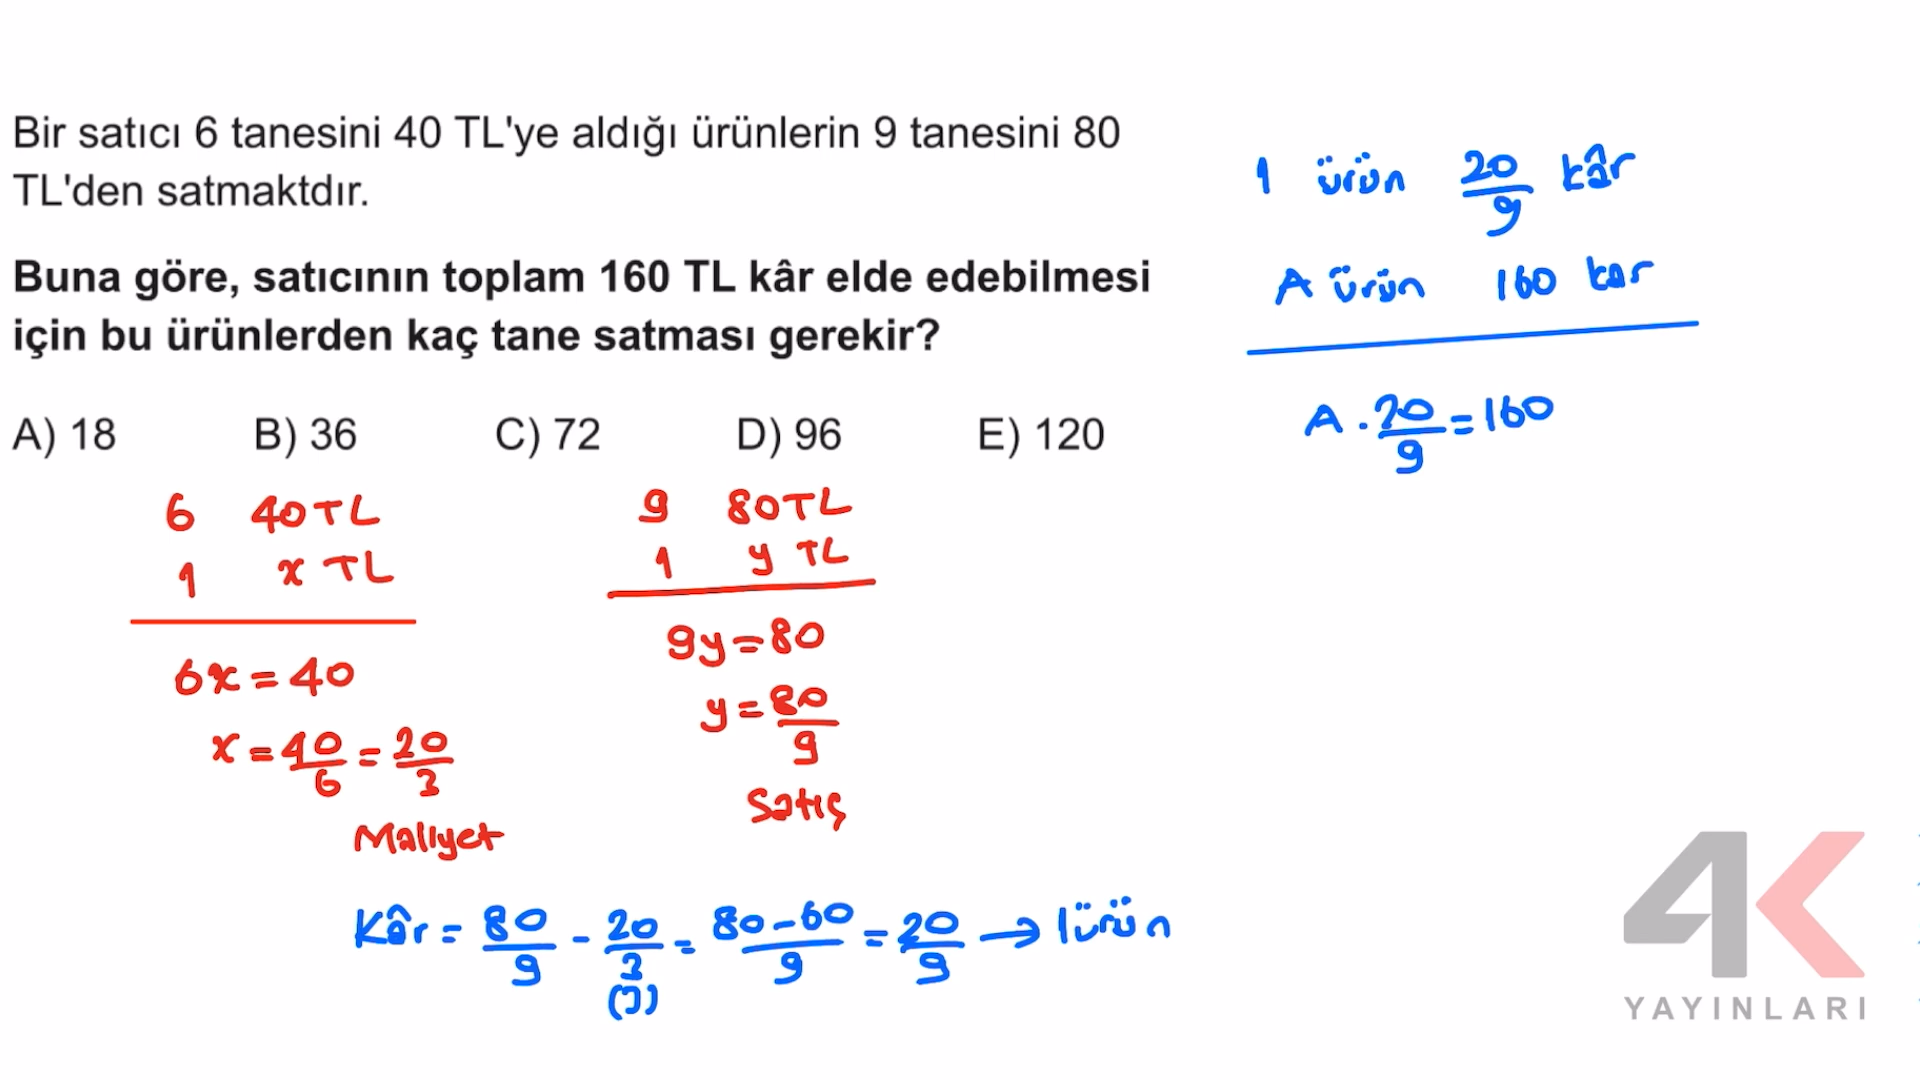 Bir satıcı 6 tanesini 40 TL'ye aldığı ürünlerin 9 tanesini 80
TL'den satmaktdır.
Buna göre, satıcının toplam 160 TL kâr elde edebilmesi
için bu ürünlerden kaç tane satması gerekir?
A) 18 B) 36 C) 72 D) 96 E) 120
6 40 TL
1 x TL
6x = 40
x = 40/6 = 20/3
Maliyet
9 80 TL
1 y TL
9y = 80
y = 80/9
Satış
Kâr = 80/9 - 20/3 = 80-60/9 = 20/9 → 1 ürün
(3)
1 ürün 20/9 kâr
A ürün 160 kar
A . 20/9 = 160
4K
YAYINLARI